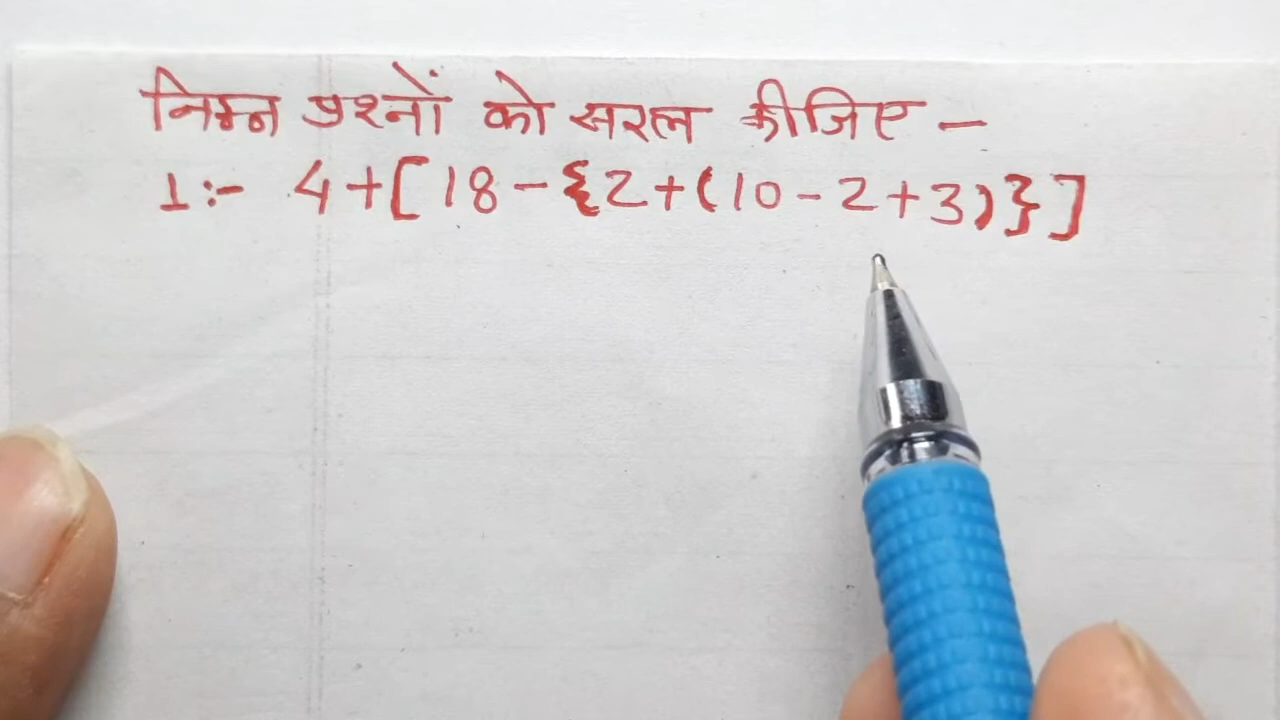 निम्न प्रश्नों को सरल कीजिए -
1:- 4+[18-{2+(10-2+3)}]